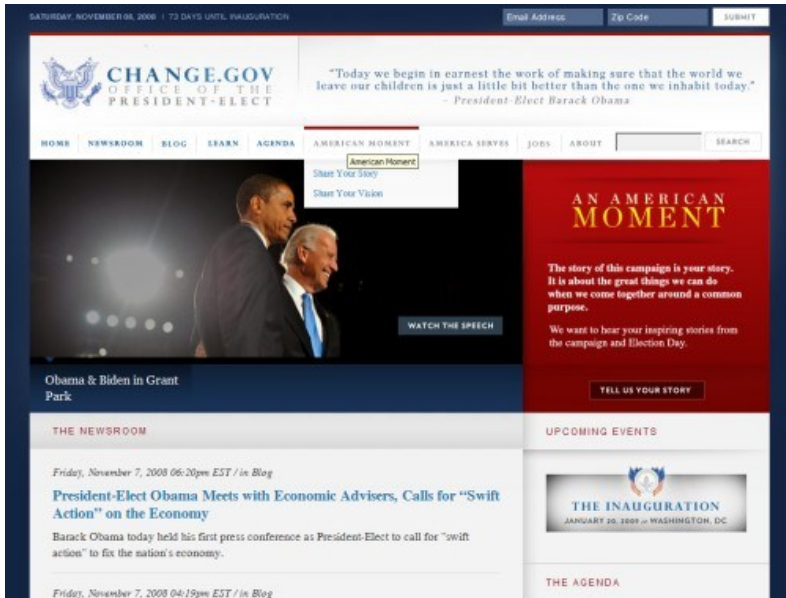 SATURDAY, NOVEMBER 08, 2008 | 73 DAYS UNTIL INAUGURATION
Email Address
Zip Code
SUBMIT
CHANGE.GOV
OFFICE OF THE
PRESIDENT-ELECT
"Today we begin in earnest the work of making sure that the world we
leave our children is just a little bit better than the one we inhabit today."
- President-Elect Barack Obama
HOME NEWSROOM BLOG LEARN AGENDA AMERICAN MOMENT AMERICA SERVES JOBS ABOUT SEARCH
American Moment
Share Your Story
Share Your Vision
WATCH THE SPEECH
Obama & Biden in Grant
Park
AN AMERICAN
MOMENT
The story of this campaign is your story.
It is about the great things we can do
when we come together around a common
purpose.
We want to hear your inspiring stories from
the campaign and Election Day.
TELL US YOUR STORY
THE NEWSROOM
Friday, November 7, 2008 06:20pm EST / in Blog
President-Elect Obama Meets with Economic Advisers, Calls for “Swift
Action” on the Economy
Barack Obama today held his first press conference as President-Elect to call for "swift
action" to fix the nation's economy.
Friday, November 7, 2008 04:19pm EST / in Blog
UPCOMING EVENTS
THE INAUGURATION
JANUARY 20, 2009 in WASHINGTON, DC
THE AGENDA